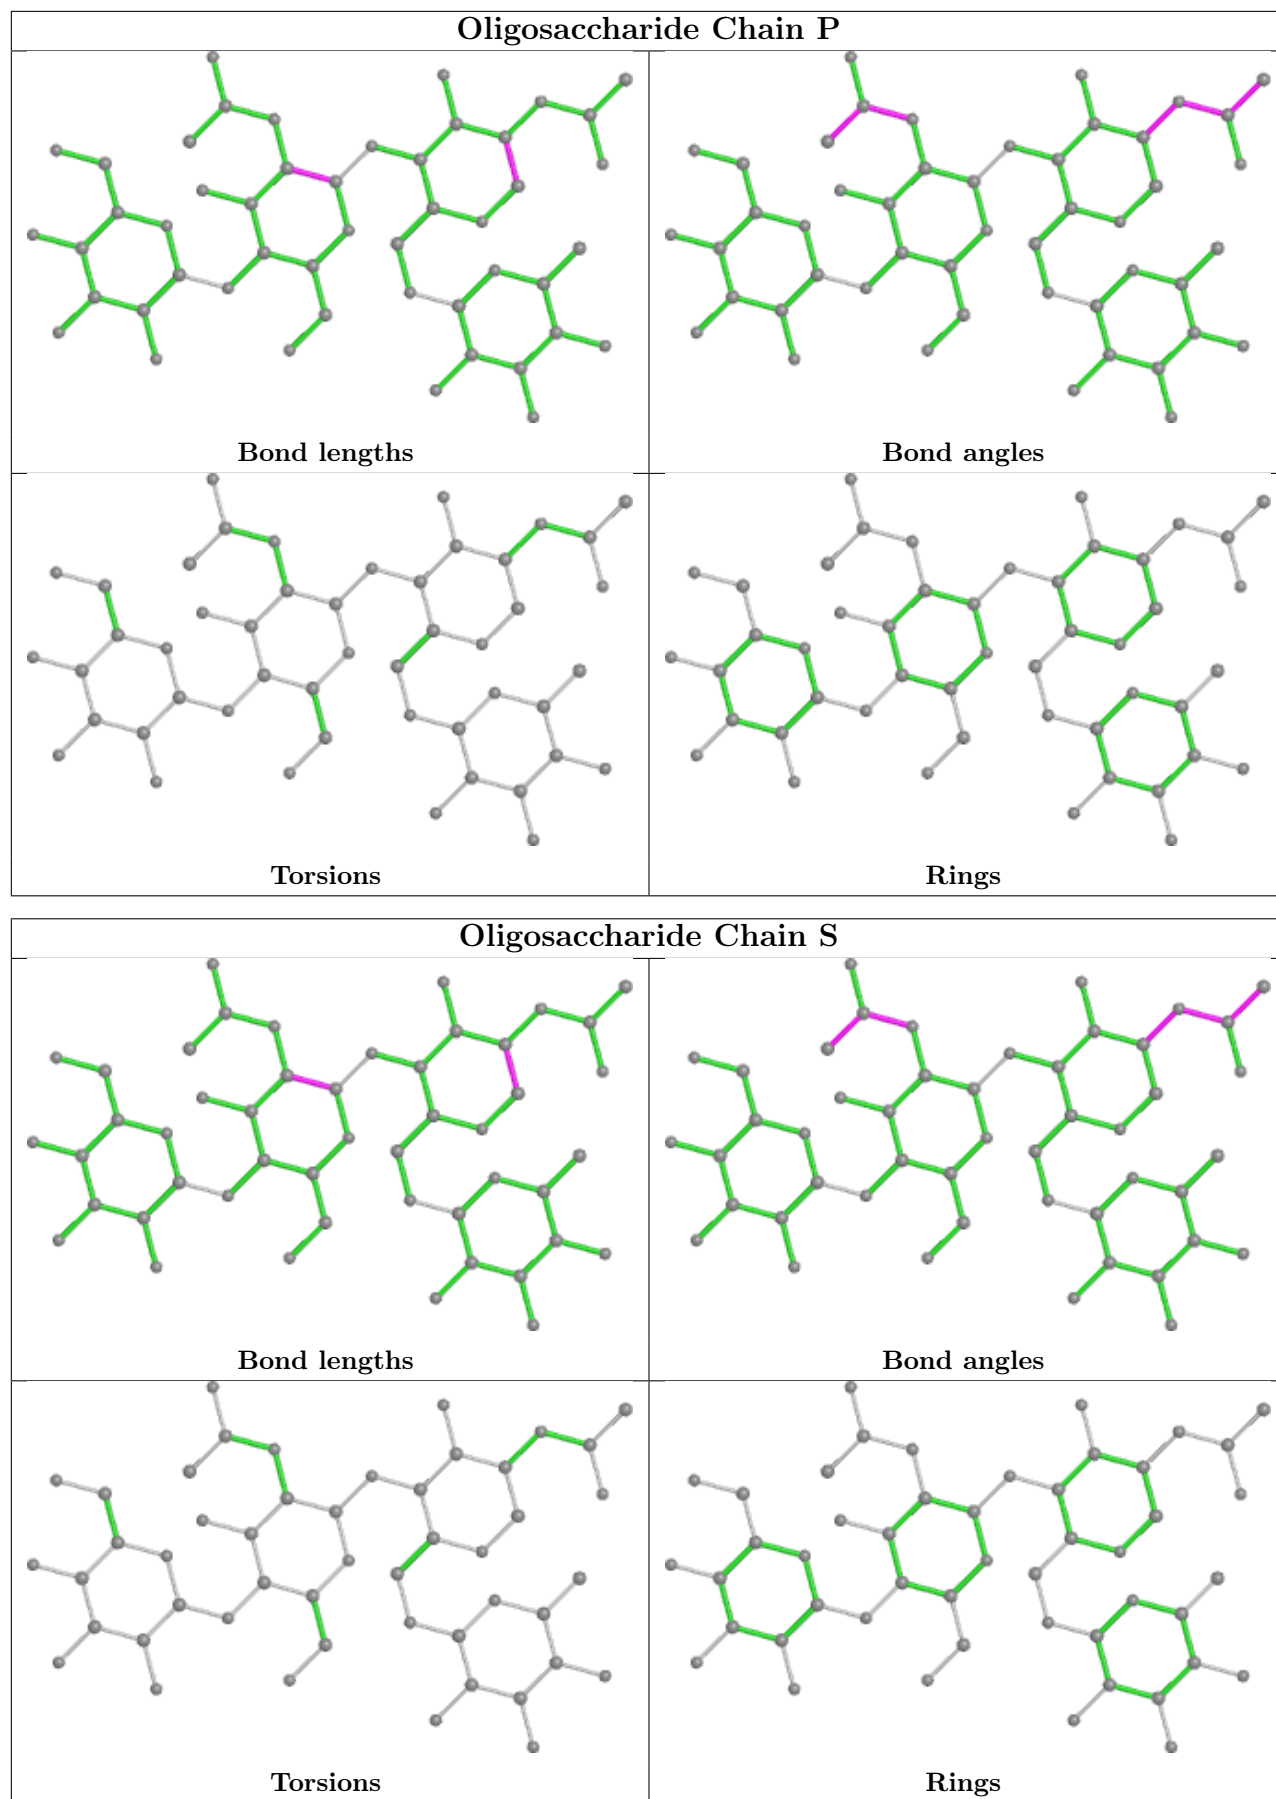 Oligosaccharide Chain P
Bond lengths
Bond angles
Torsions
Rings
Oligosaccharide Chain S
Bond lengths
Bond angles
Torsions
Rings